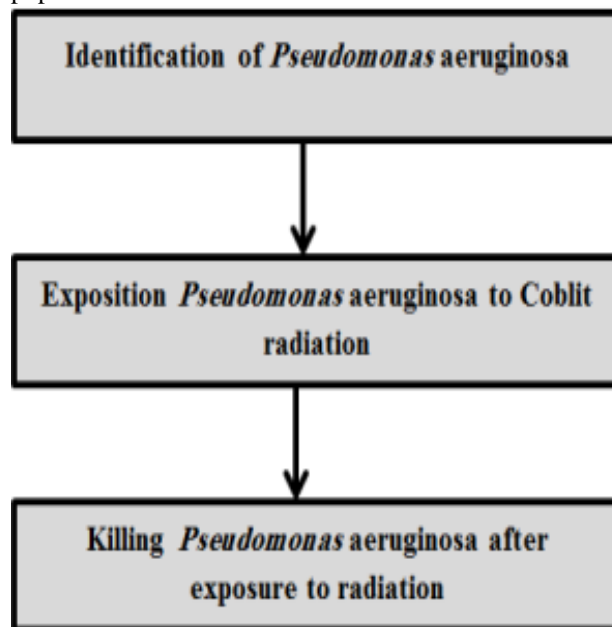 Identification of Pseudomonas aeruginosa
Exposition Pseudomonas aeruginosa to Coblit
radiation
Killing Pseudomonas aeruginosa after
exposure to radiation